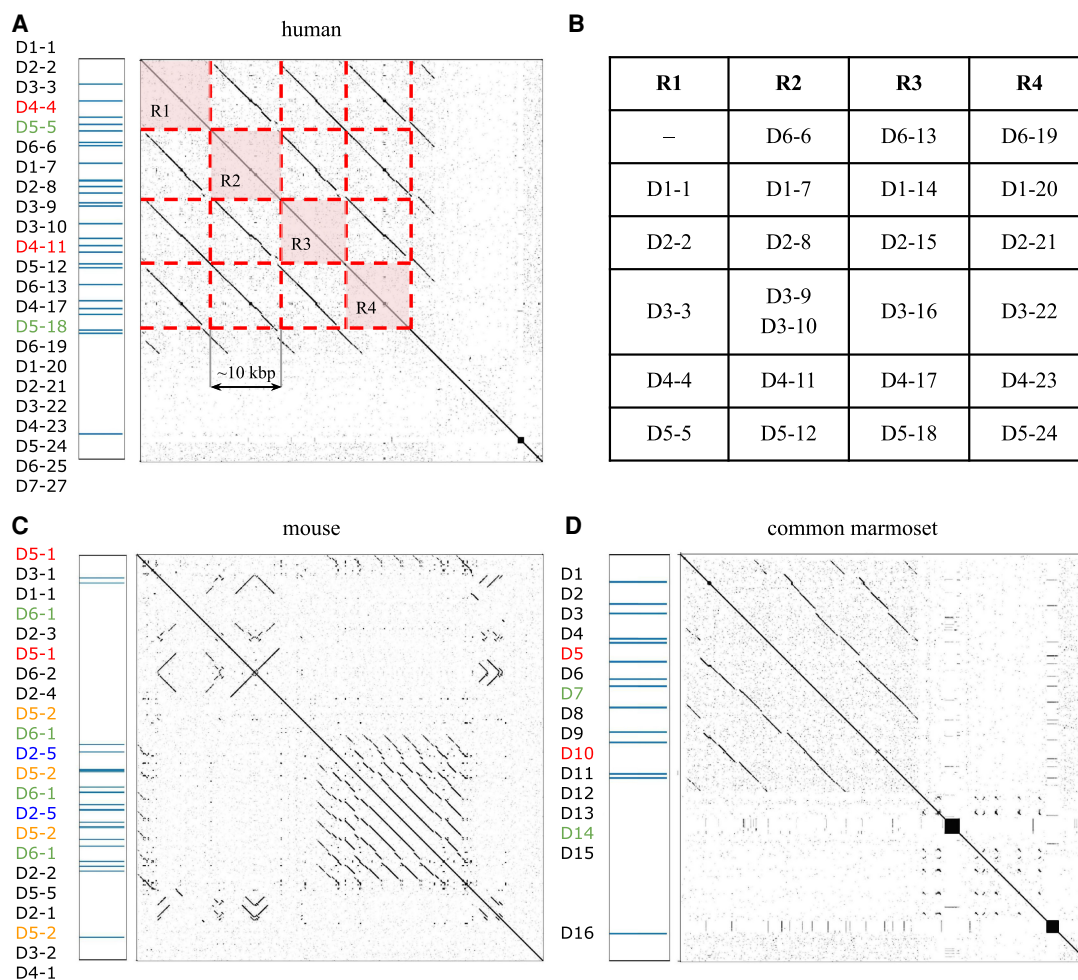 A
human
D1-1
D2-2
D3-3
D4-4
D5-5
D6-6
D1-7
D2-8
D3-9
D3-10
D4-11
D5-12
D6-13
D4-17
D5-18
D6-19
D1-20
D2-21
D3-22
D4-23
D5-24
D6-25
D7-27
R1
R2
R3
R4
~10 kbp
B
R1 R2 R3 R4
– D6-6 D6-13 D6-19
D1-1 D1-7 D1-14 D1-20
D2-2 D2-8 D2-15 D2-21
D3-3 D3-9 D3-10 D3-16 D3-22
D4-4 D4-11 D4-17 D4-23
D5-5 D5-12 D5-18 D5-24
C
mouse
D5-1
D3-1
D1-1
D6-1
D2-3
D5-1
D6-2
D2-4
D5-2
D6-1
D2-5
D5-2
D6-1
D2-5
D5-2
D6-1
D2-2
D5-5
D2-1
D5-2
D3-2
D4-1
D
common marmoset
D1
D2
D3
D4
D5
D6
D7
D8
D9
D10
D11
D12
D13
D14
D15
D16